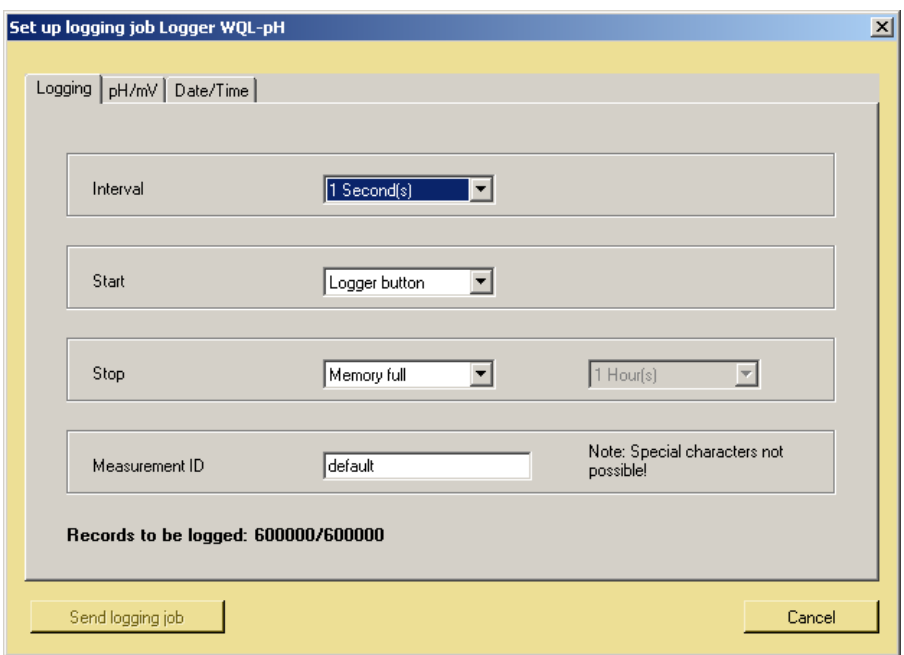 Set up logging job Logger WQL-pH
Logging pH/mV Date/Time
Interval 1 Second(s)
Start Logger button
Stop Memory full 1 Hour(s)
Measurement ID default Note: Special characters not
possible!
Records to be logged: 600000/600000
Send logging job Cancel